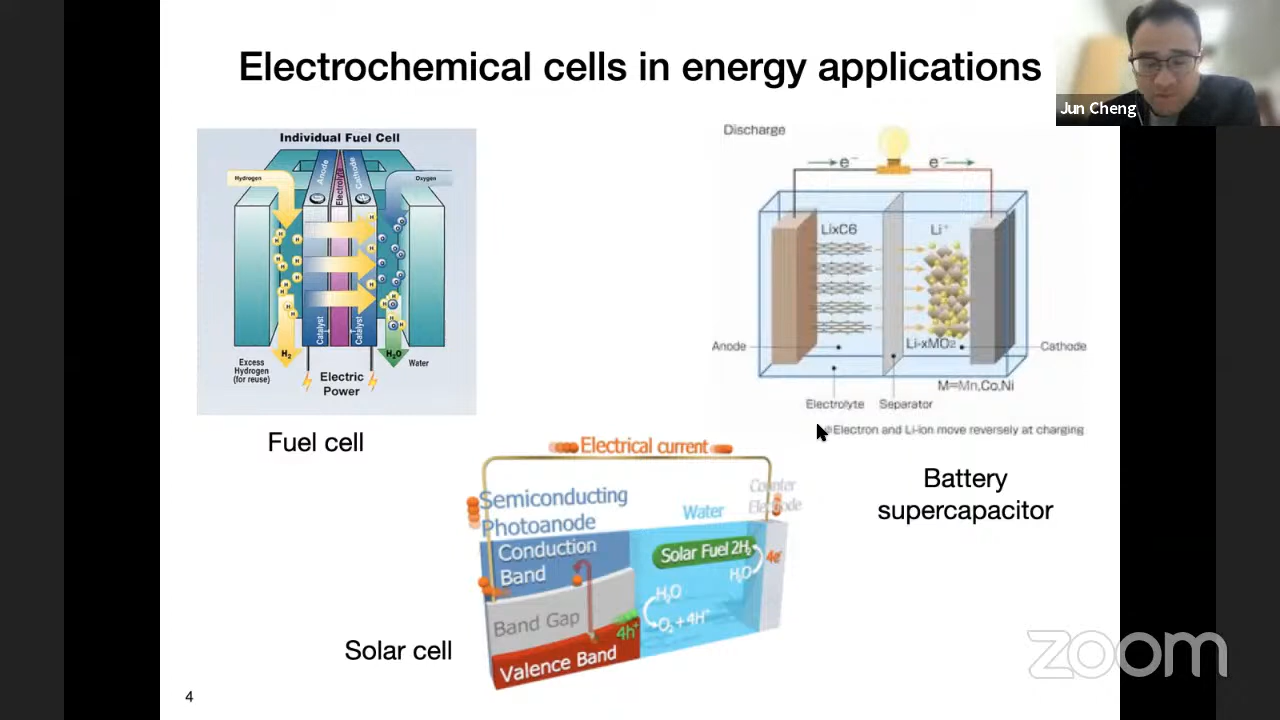 Electrochemical cells in energy applications
Jun Cheng
Individual Fuel Cell
Hydrogen
Anode
Electrolyte
Cathode
Oxygen
H
H
H
H
H
H
H
Catalyst
Catalyst
H₂
H₂O
Excess
Hydrogen
(for reuse)
Water
Electric
Power
Fuel cell
Discharge
e⁻
e⁻
LixC6
Li⁺
Li-xMO2
Anode
Cathode
M=Mn,Co,Ni
Electrolyte
Separator
Electron and Li-ion move reversely at charging
Battery
supercapacitor
Electrical current
Semiconducting
Photoanode
Water
Counter
Electrode
Conduction
Band
Solar Fuel 2H₂
4e⁻
H₂O
H₂O
Band Gap
O₂ + 4H⁺
4h⁺
Valence Band
Solar cell
zoom
4